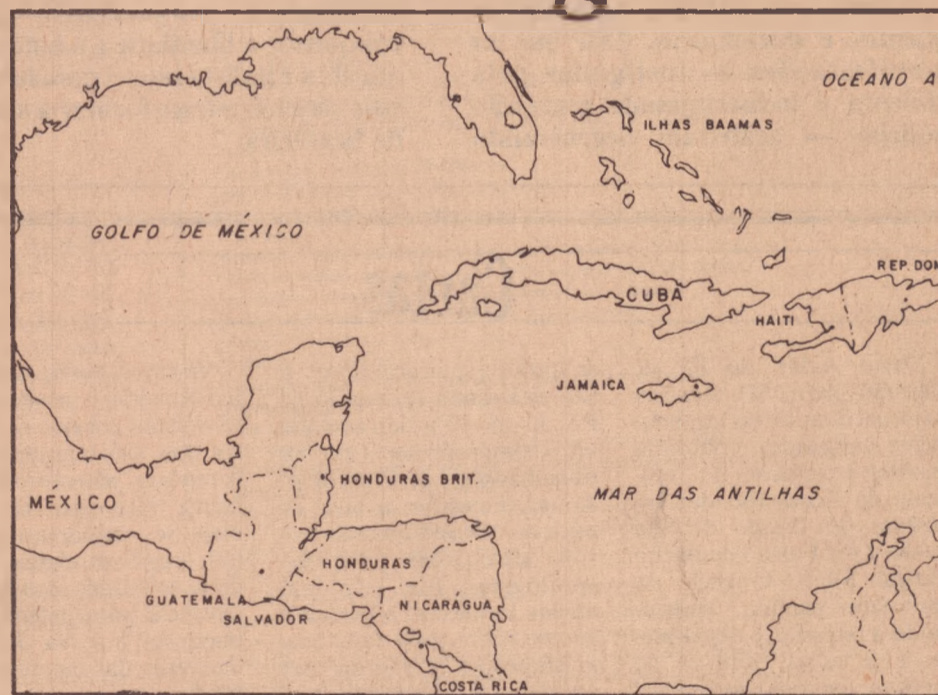 OCEANO A
ILHAS BAAMAS
GOLFO DE MÉXICO
REP. DOM
CUBA
HAITI
JAMAICA
HONDURAS BRIT.
MÉXICO
MAR DAS ANTILHAS
HONDURAS
GUATEMALA
NICARÁGUA
SALVADOR
COSTA RICA